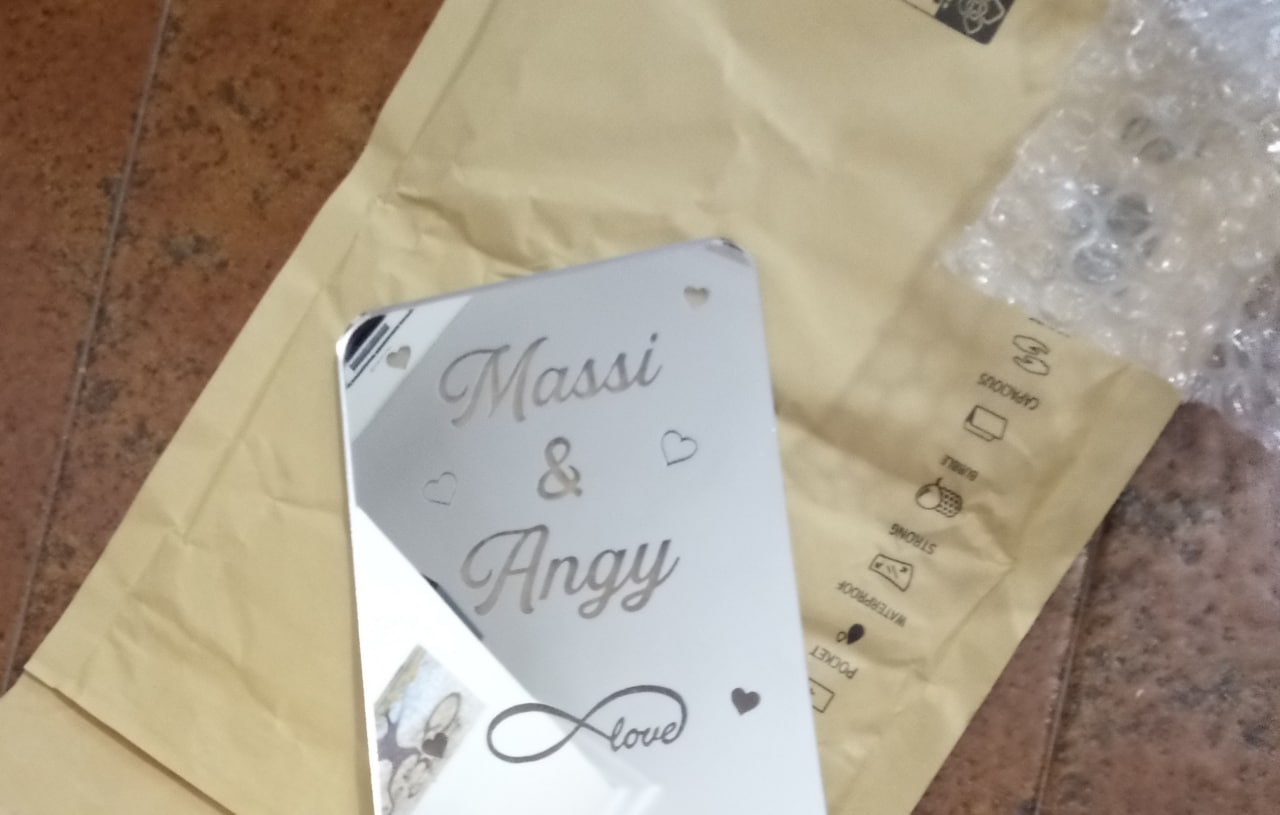 Massi
&
Angy
love
CAPACIOUS
BUBBLE
STRONG
WATERPROOF
POCKET